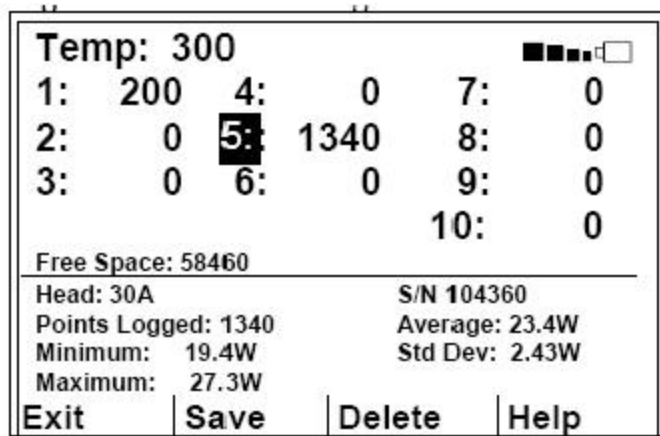 Temp: 300
1: 200 4: 0 7: 0
2: 0 5: 1340 8: 0
3: 0 6: 0 9: 0
10: 0
Free Space: 58460
Head: 30A S/N 104360
Points Logged: 1340 Average: 23.4W
Minimum: 19.4W Std Dev: 2.43W
Maximum: 27.3W
Exit Save Delete Help